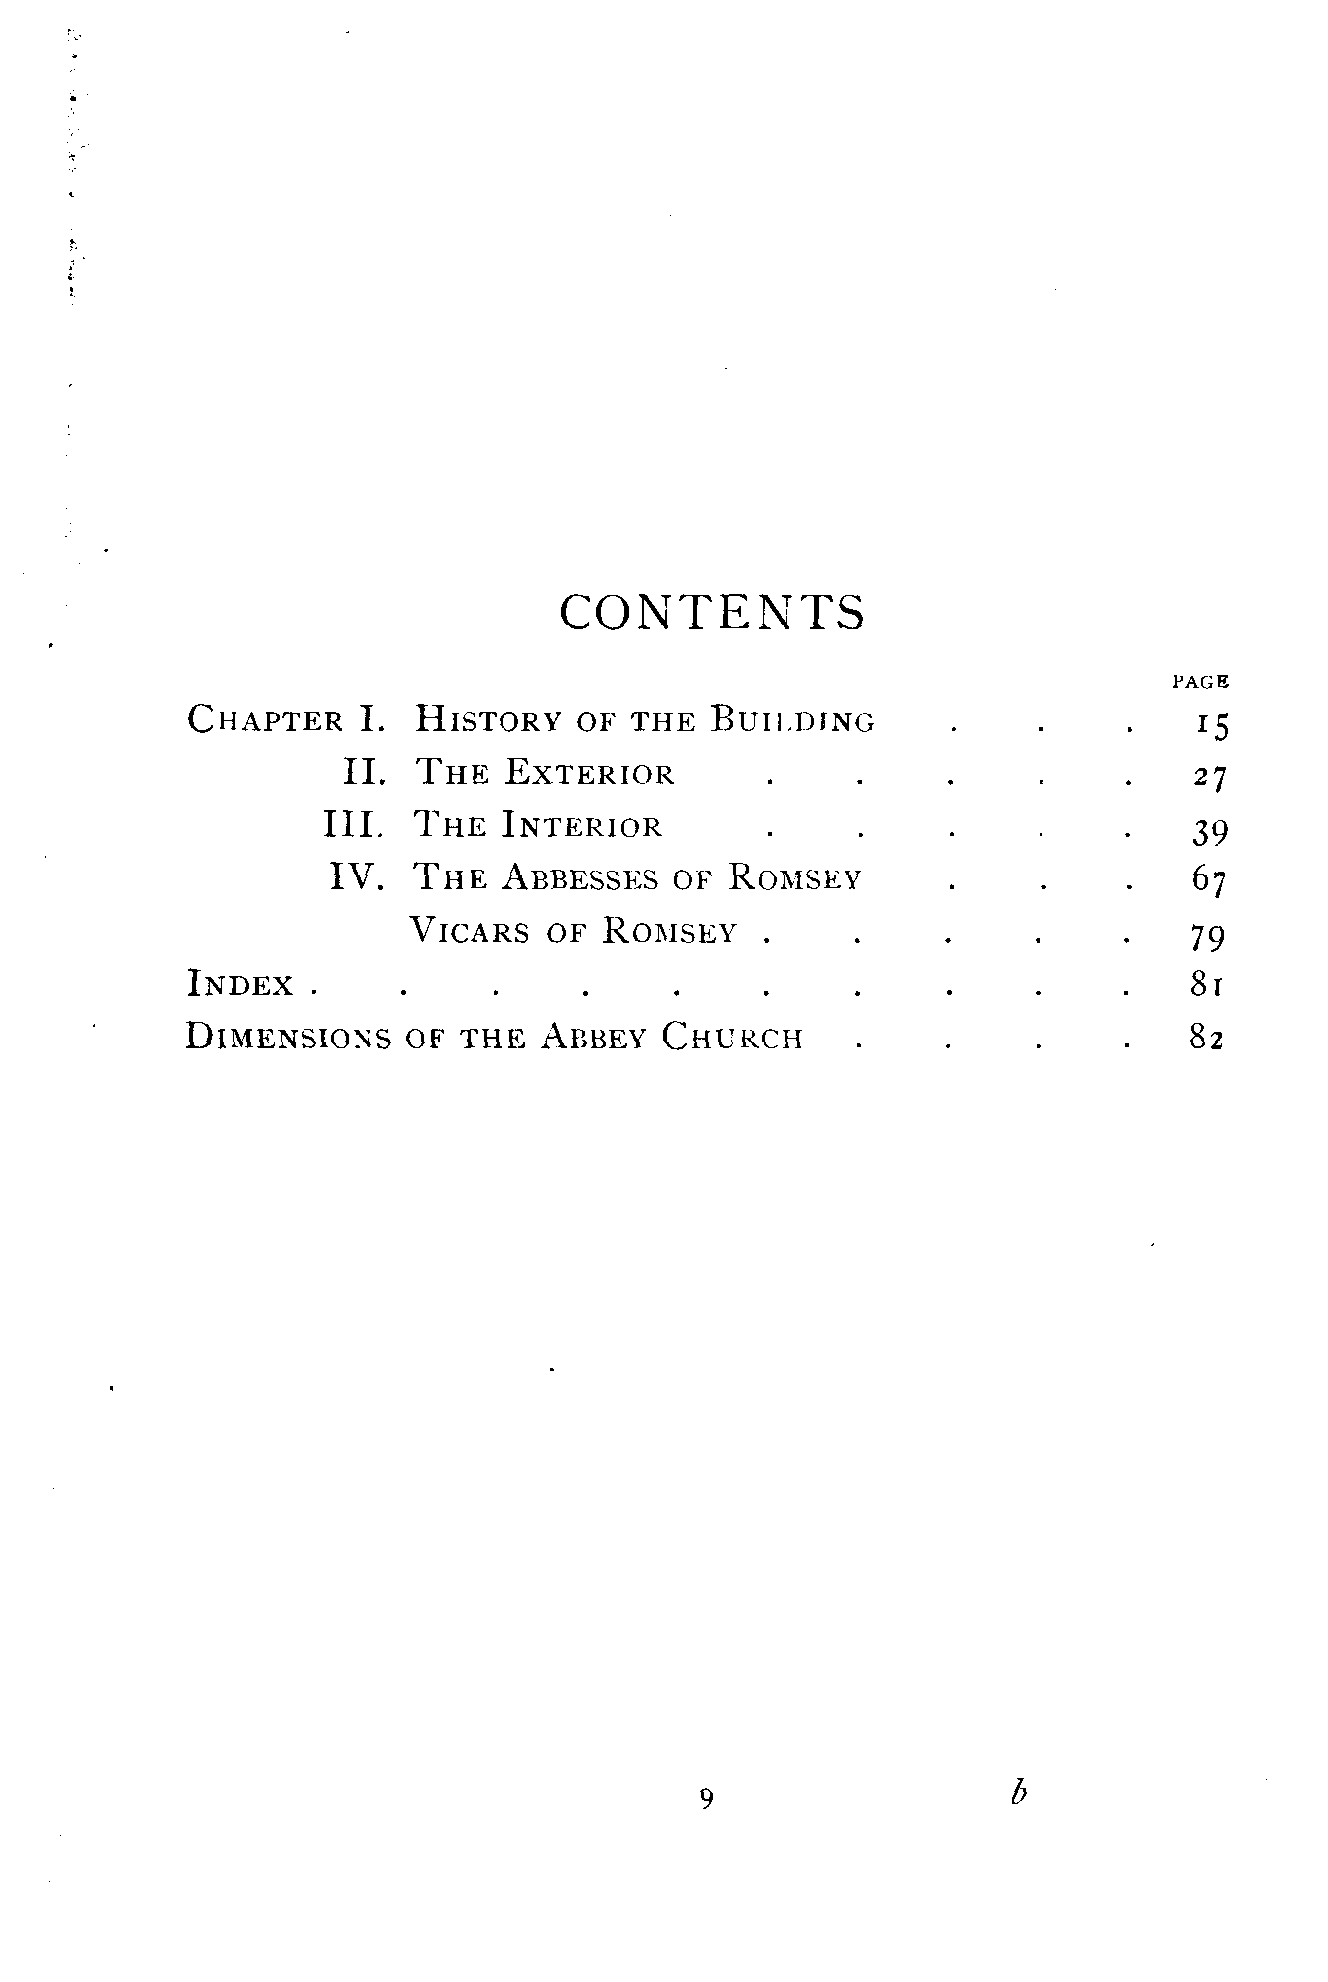 CONTENTS
PAGE
CHAPTER I. HISTORY OF THE BUILDING . . . 15
II. THE EXTERIOR . . . . . 27
III. THE INTERIOR . . . . . 39
IV. THE ABBESSES OF ROMSEY . . . 67
VICARS OF ROMSEY . . . . . 79
INDEX . . . . . . . . . . 81
DIMENSIONS OF THE ABBEY CHURCH . . . . 82
9 b